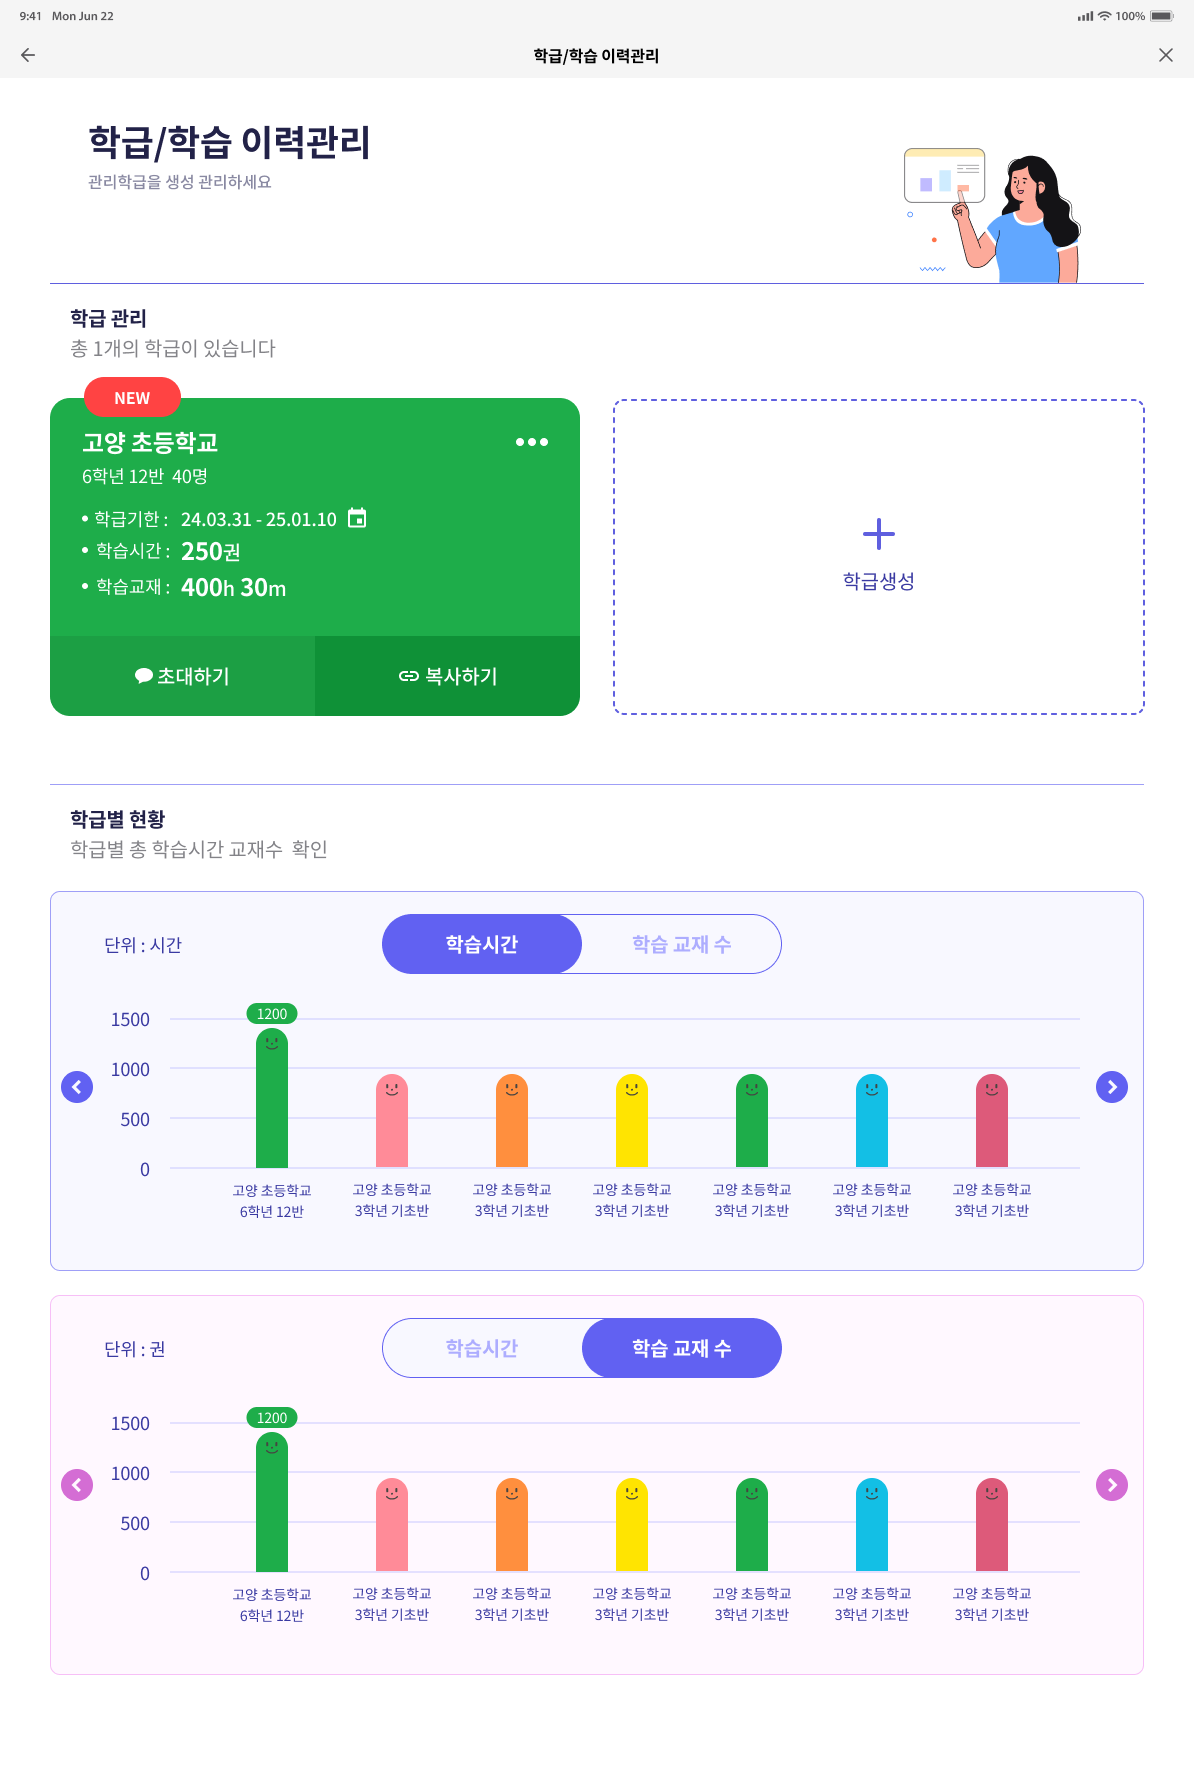 9:41 Mon Jun 22 100%
학급/학습 이력관리
학급/학습 이력관리
관리학급을 생성 관리하세요
학급 관리
총 1개의 학급이 있습니다
NEW
고양 초등학교
6학년 12반 40명
• 학급기한 : 24.03.31 - 25.01.10
• 학습시간 : 250권
• 학습교재 : 400h 30m
초대하기 복사하기
학급생성
학급별 현황
학급별 총 학습시간 교재수 확인
단위 : 시간
학습시간 학습 교재 수
1200
1500
1000
500
0
고양 초등학교
6학년 12반
고양 초등학교
3학년 기초반
고양 초등학교
3학년 기초반
고양 초등학교
3학년 기초반
고양 초등학교
3학년 기초반
고양 초등학교
3학년 기초반
고양 초등학교
3학년 기초반
단위 : 권
학습시간 학습 교재 수
1200
1500
1000
500
0
고양 초등학교
6학년 12반
고양 초등학교
3학년 기초반
고양 초등학교
3학년 기초반
고양 초등학교
3학년 기초반
고양 초등학교
3학년 기초반
고양 초등학교
3학년 기초반
고양 초등학교
3학년 기초반